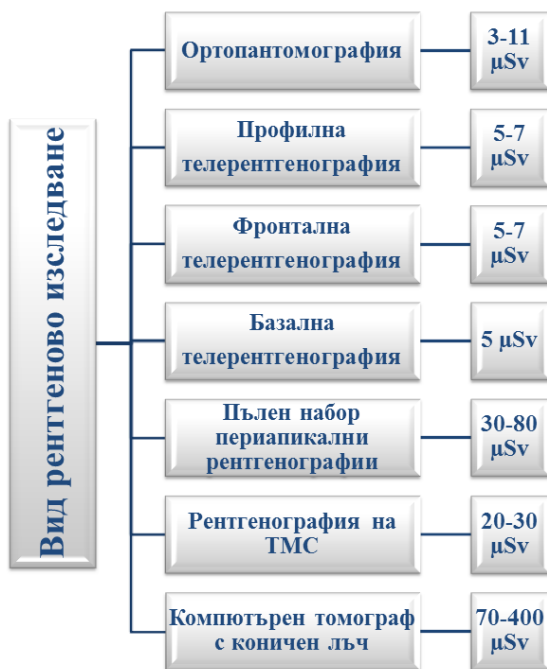 Вид рентгеново изследване
Ортопантомография
3-11
μSv
Профилна
телерентгенография
5-7
μSv
Фронтална
телерентгенография
5-7
μSv
Базална
телерентгенография
5 μSv
Пълен набор
периапикални
рентгенографии
30-80
μSv
Рентгенография на
ТМС
20-30
μSv
Компютърен томограф
с коничен лъч
70-400
μSv